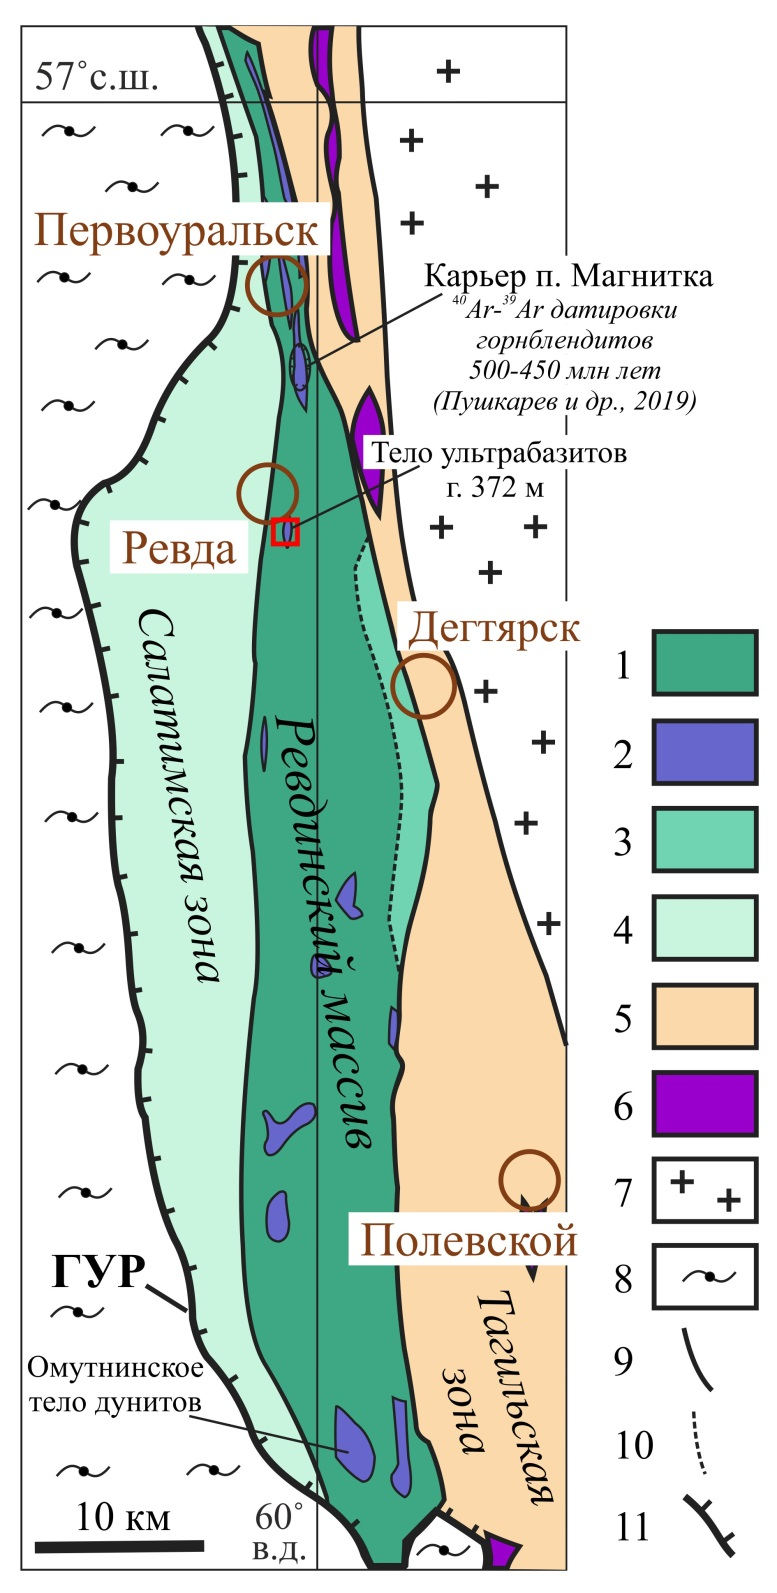 57°с.ш.
Первоуральск
Карьер п. Магнитка
⁴⁰Ar-³⁹Ar датировки
горнблендитов
500-450 млн лет
(Пушкарев и др., 2019)
Тело ультрабазитов
г. 372 м
Ревда
Дегтярск
Салатимская зона
Ревдинский массив
1
2
3
4
5
6
7
8
9
10
11
Полевской
ГУР
Тагильская
зона
Омутнинское
тело дунитов
10 км
60°
в.д.